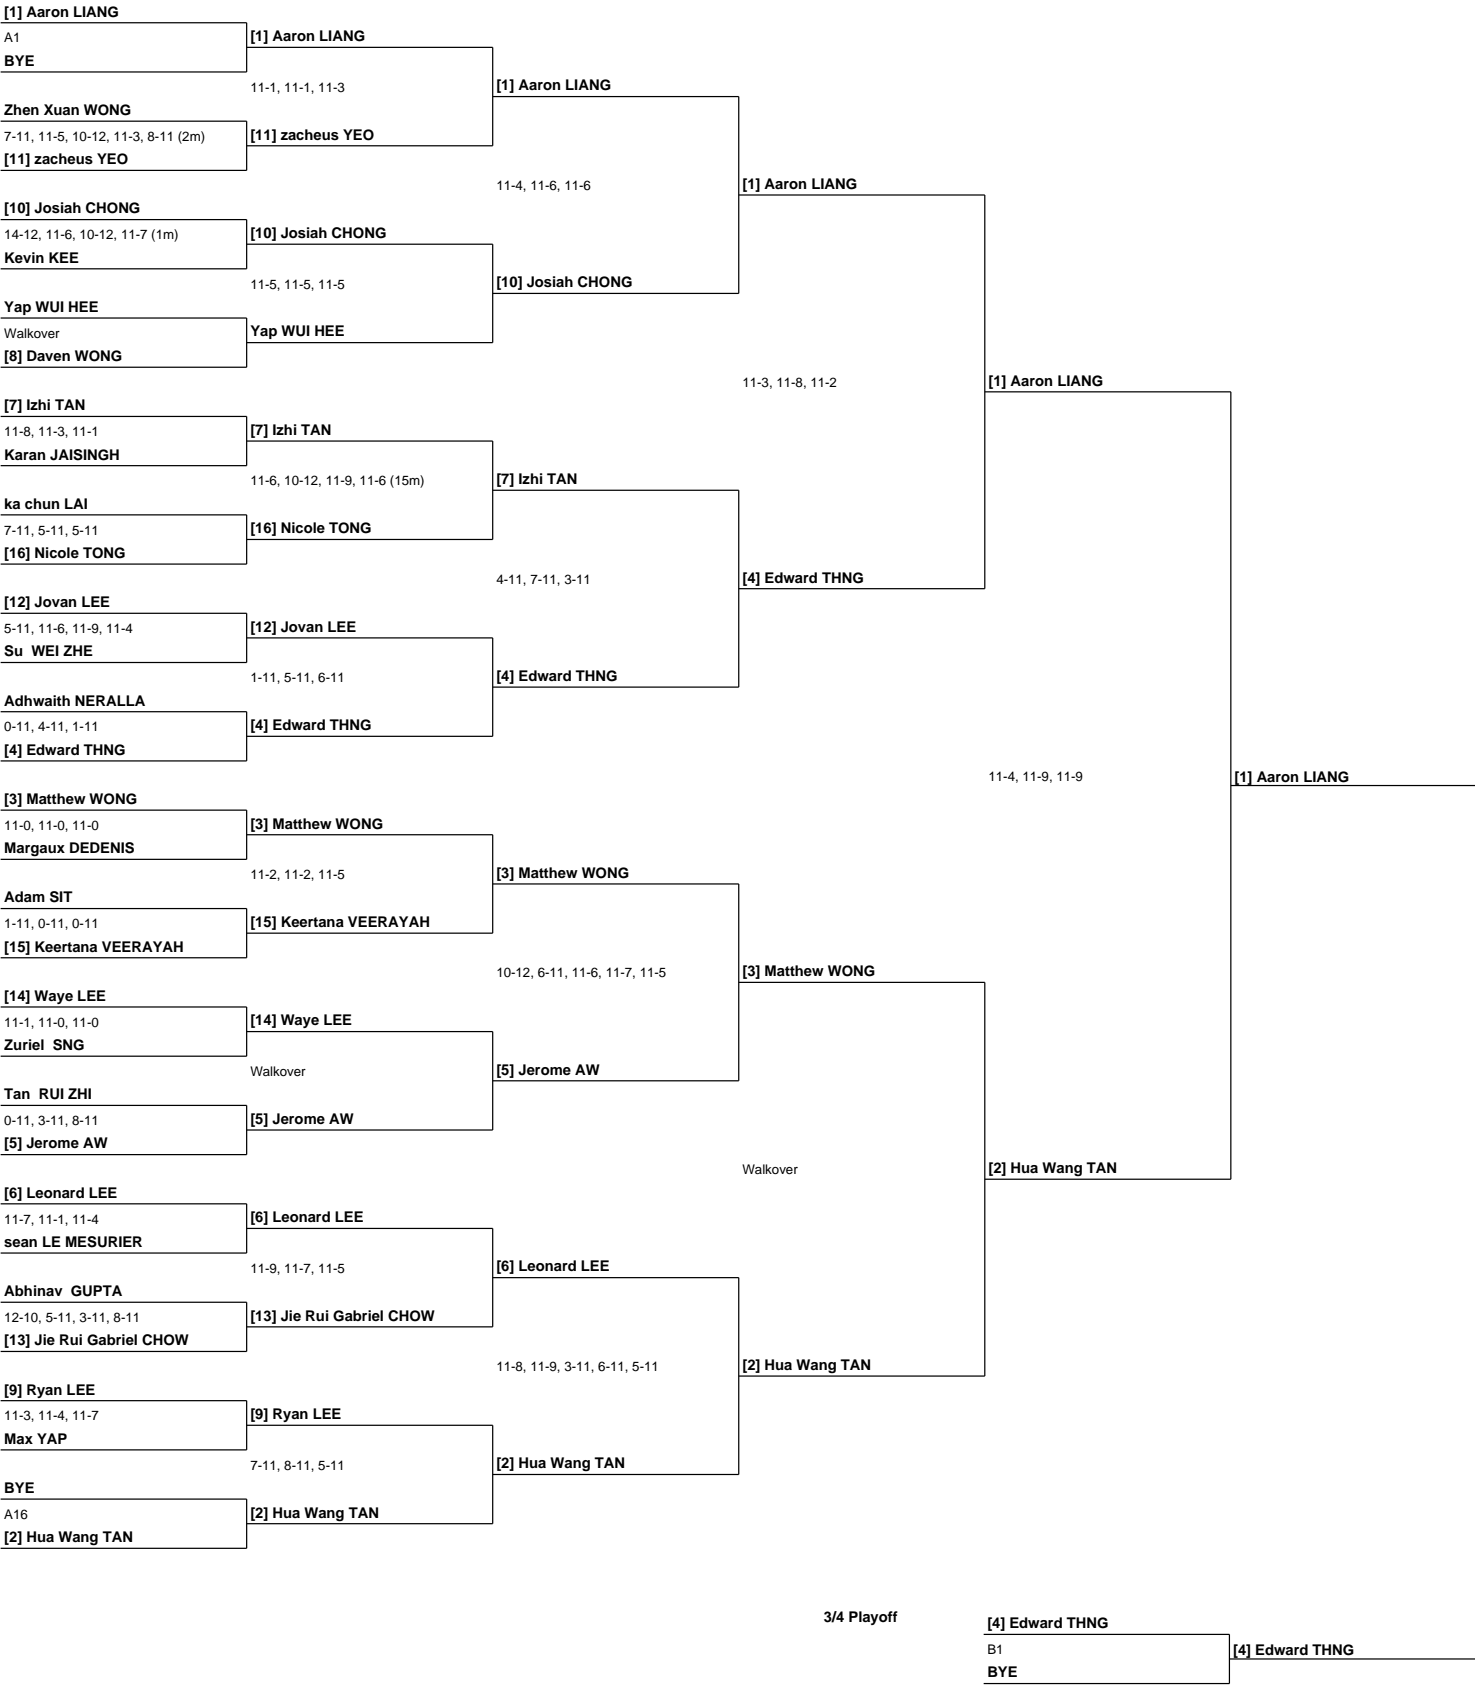 [1] Aaron LIANG
A1
BYE
Zhen Xuan WONG
7-11, 11-5, 10-12, 11-3, 8-11 (2m)
[11] zacheus YEO
[10] Josiah CHONG
14-12, 11-6, 10-12, 11-7 (1m)
Kevin KEE
Yap WUI HEE
Walkover
[8] Daven WONG
[7] Izhi TAN
11-8, 11-3, 11-1
Karan JAISINGH
ka chun LAI
7-11, 5-11, 5-11
[16] Nicole TONG
[12] Jovan LEE
5-11, 11-6, 11-9, 11-4
Su  WEI ZHE
Adhwaith NERALLA
0-11, 4-11, 1-11
[4] Edward THNG
[3] Matthew WONG
11-0, 11-0, 11-0
Margaux DEDENIS
Adam SIT
1-11, 0-11, 0-11
[15] Keertana VEERAYAH
[14] Waye LEE
11-1, 11-0, 11-0
Zuriel  SNG
Tan  RUI ZHI
0-11, 3-11, 8-11
[5] Jerome AW
[6] Leonard LEE
11-7, 11-1, 11-4
sean LE MESURIER
Abhinav  GUPTA
12-10, 5-11, 3-11, 8-11
[13] Jie Rui Gabriel CHOW
[9] Ryan LEE
11-3, 11-4, 11-7
Max YAP
BYE
A16
[2] Hua Wang TAN
[1] Aaron LIANG
11-1, 11-1, 11-3
[11] zacheus YEO
[10] Josiah CHONG
11-5, 11-5, 11-5
Yap WUI HEE
[7] Izhi TAN
11-6, 10-12, 11-9, 11-6 (15m)
[16] Nicole TONG
[12] Jovan LEE
1-11, 5-11, 6-11
[4] Edward THNG
[3] Matthew WONG
11-2, 11-2, 11-5
[15] Keertana VEERAYAH
[14] Waye LEE
Walkover
[5] Jerome AW
[6] Leonard LEE
11-9, 11-7, 11-5
[13] Jie Rui Gabriel CHOW
[9] Ryan LEE
7-11, 8-11, 5-11
[2] Hua Wang TAN
[1] Aaron LIANG
11-4, 11-6, 11-6
[10] Josiah CHONG
[7] Izhi TAN
4-11, 7-11, 3-11
[4] Edward THNG
[3] Matthew WONG
10-12, 6-11, 11-6, 11-7, 11-5
[5] Jerome AW
[6] Leonard LEE
11-8, 11-9, 3-11, 6-11, 5-11
[2] Hua Wang TAN
[1] Aaron LIANG
11-3, 11-8, 11-2
[4] Edward THNG
[3] Matthew WONG
Walkover
[2] Hua Wang TAN
[1] Aaron LIANG
11-4, 11-9, 11-9
[2] Hua Wang TAN
[1] Aaron LIANG
3/4 Playoff
[4] Edward THNG
B1
BYE
[4] Edward THNG